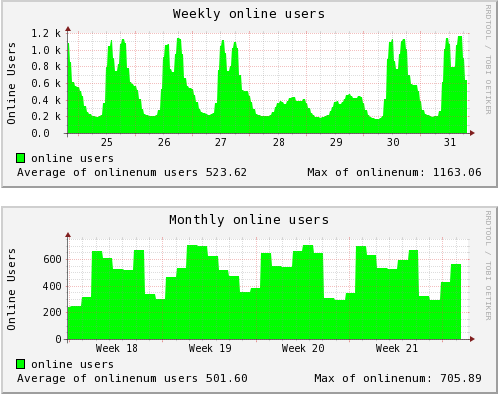 Weekly online users
RRDTOOL / TOBI OETIKER
Online Users
1.2 k
1.0 k
0.8 k
0.6 k
0.4 k
0.2 k
0.0
25 26 27 28 29 30 31
online users
Average of onlinenum users 523.62 Max of onlinenum: 1163.06
Monthly online users
RRDTOOL / TOBI OETIKER
Online Users
600
400
200
0
Week 18 Week 19 Week 20 Week 21
online users
Average of onlinenum users 501.60 Max of onlinenum: 705.89